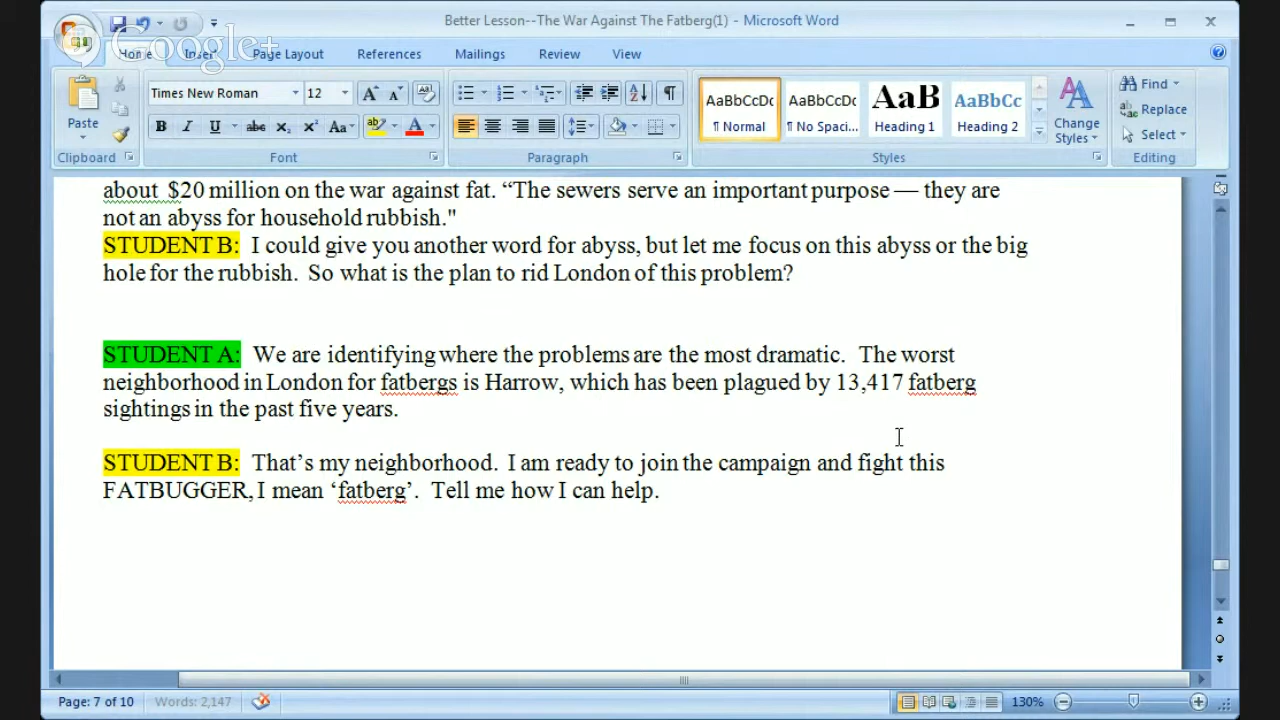 Better Lesson--The War Against The Fatberg(1) - Microsoft Word
Google+
Home Insert Page Layout References Mailings Review View
Times New Roman 12
AaBbCcDc AaBbCcDc AaB AaBbCc
Paste
¶ Normal ¶ No Spaci... Heading 1 Heading 2
Change Styles
Find
Replace
Select
Clipboard Font Paragraph Styles Editing
about $20 million on the war against fat. “The sewers serve an important purpose — they are
not an abyss for household rubbish."
STUDENT B: I could give you another word for abyss, but let me focus on this abyss or the big
hole for the rubbish. So what is the plan to rid London of this problem?
STUDENT A: We are identifying where the problems are the most dramatic. The worst
neighborhood in London for fatbergs is Harrow, which has been plagued by 13,417 fatberg
sightings in the past five years.
STUDENT B: That’s my neighborhood. I am ready to join the campaign and fight this
FATBUGGER, I mean ‘fatberg’. Tell me how I can help.
Page: 7 of 10 Words: 2,147 130%